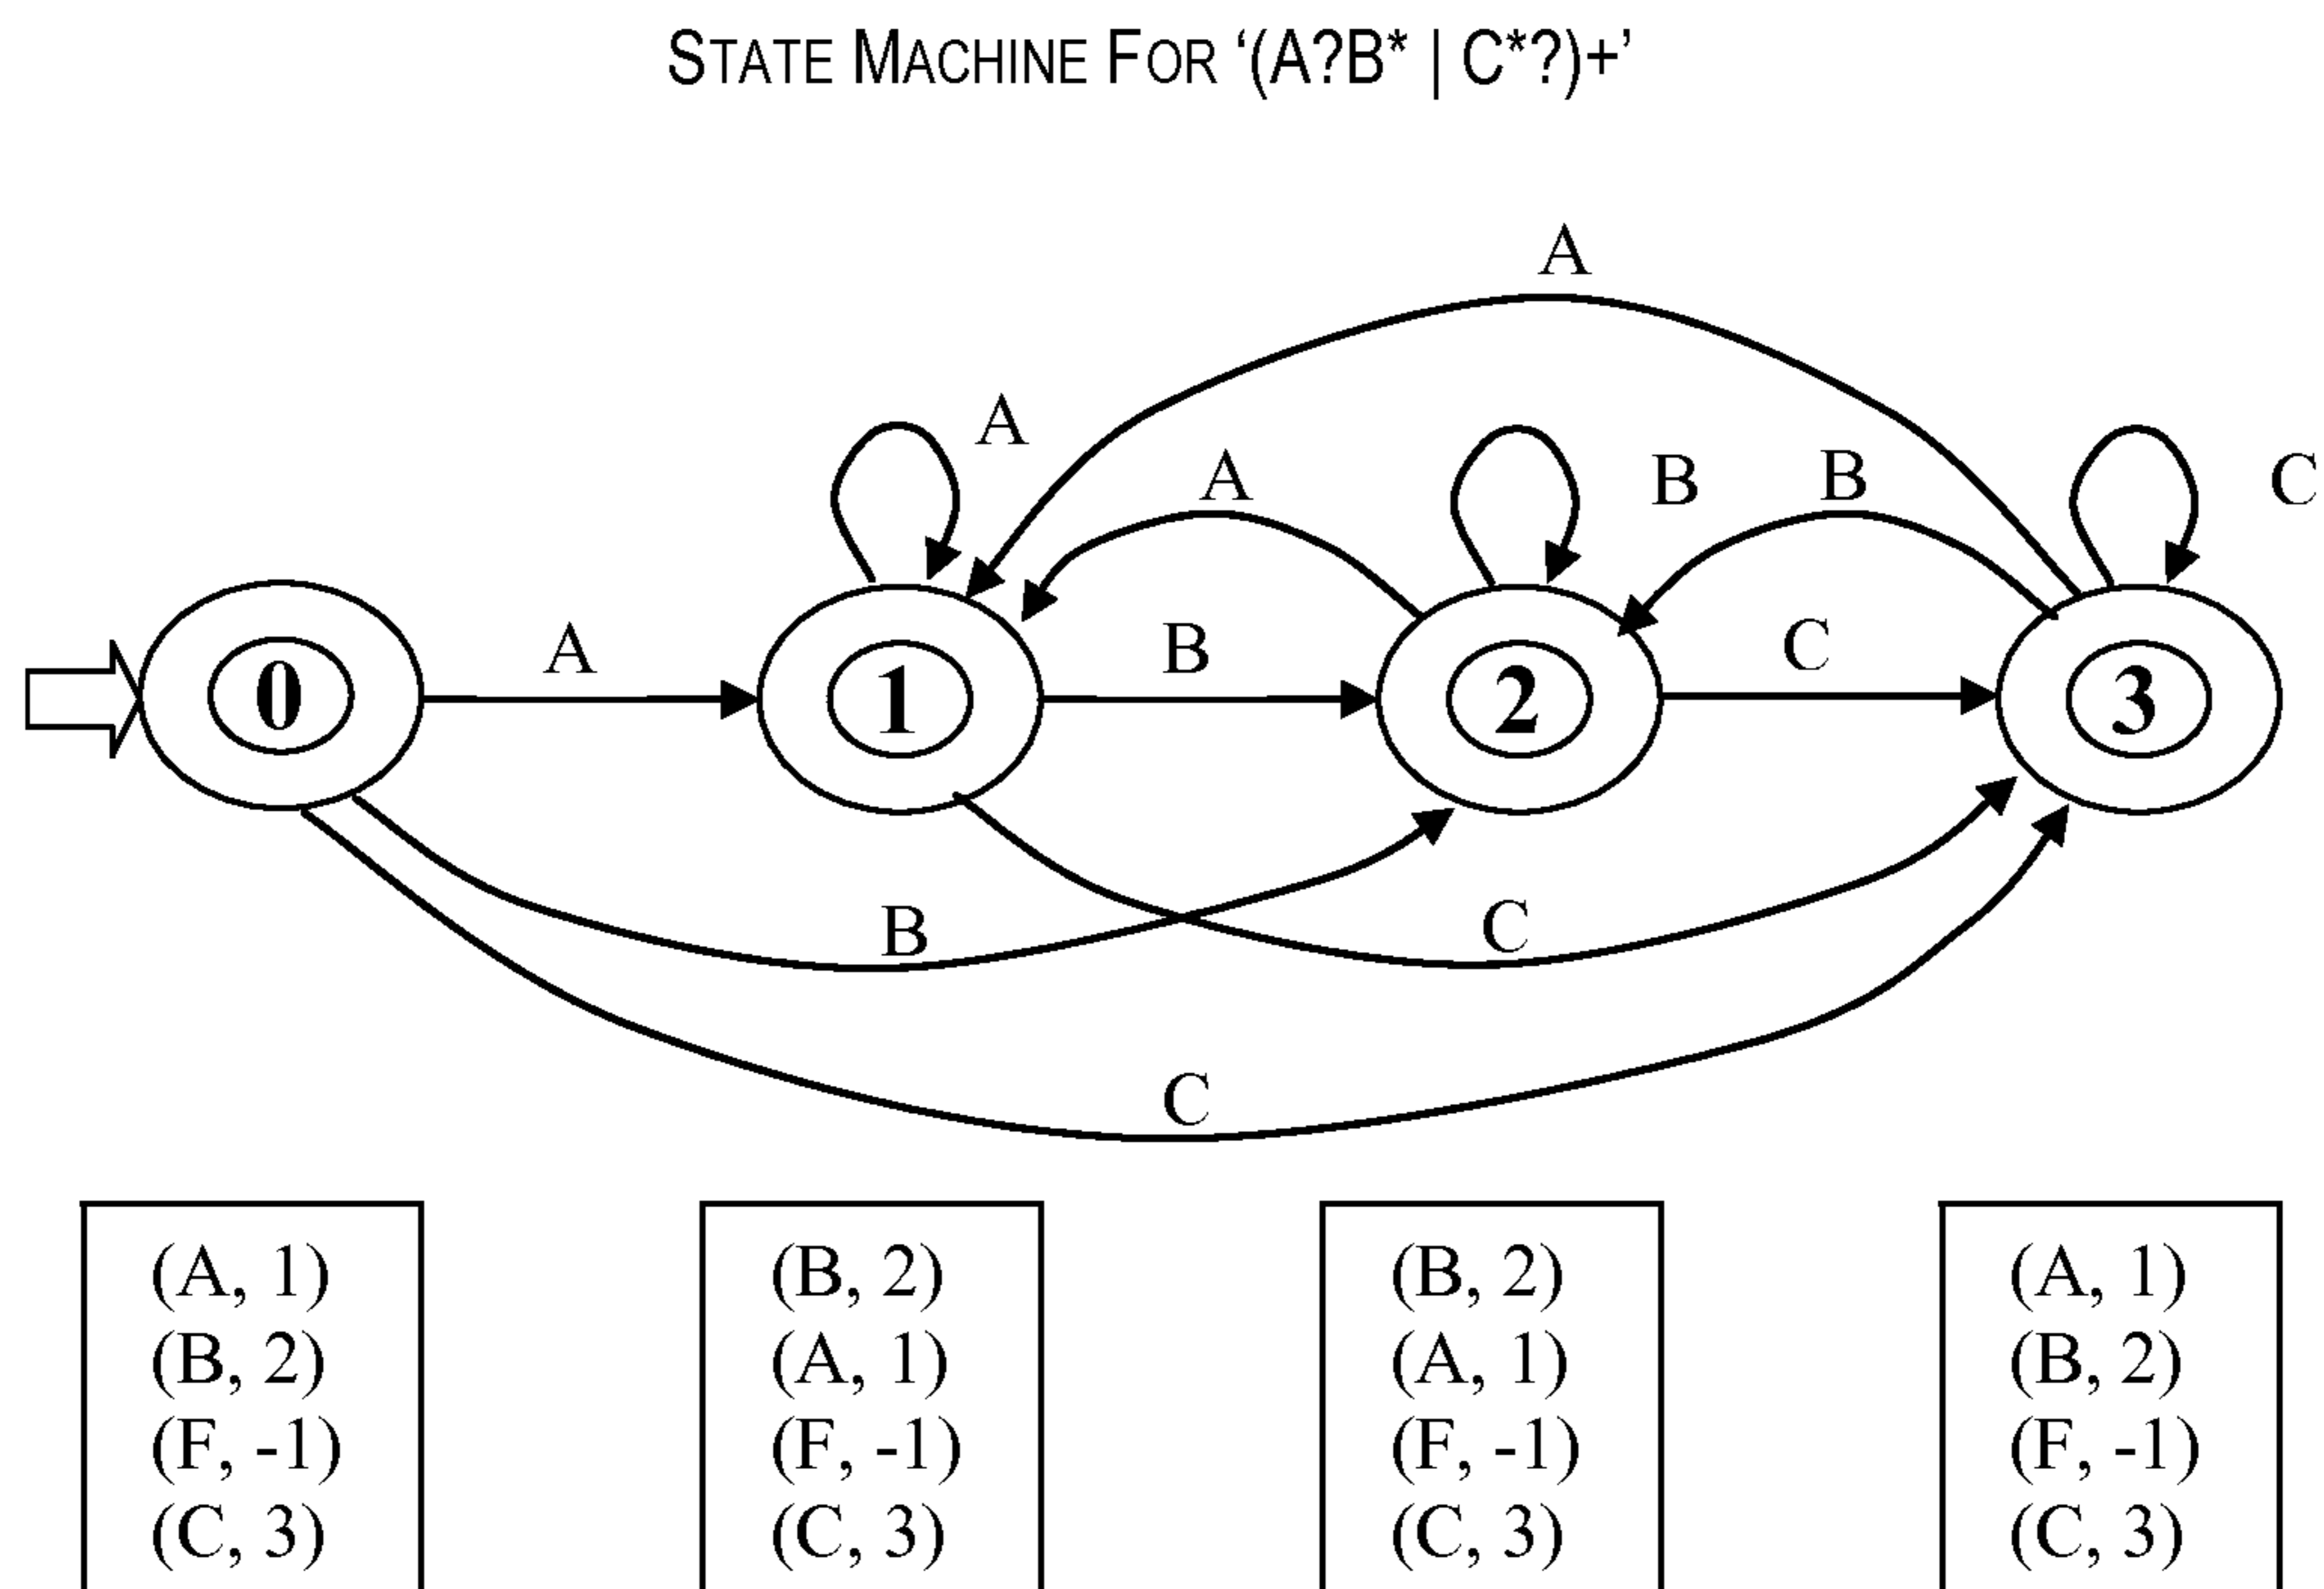 STATE MACHINE FOR ‘(A?B* | C*?)+’
A
A
A
B
B
C
A
B
C
0
1
2
3
B
C
C
(A, 1)
(B, 2)
(F, -1)
(C, 3)
(B, 2)
(A, 1)
(F, -1)
(C, 3)
(B, 2)
(A, 1)
(F, -1)
(C, 3)
(A, 1)
(B, 2)
(F, -1)
(C, 3)